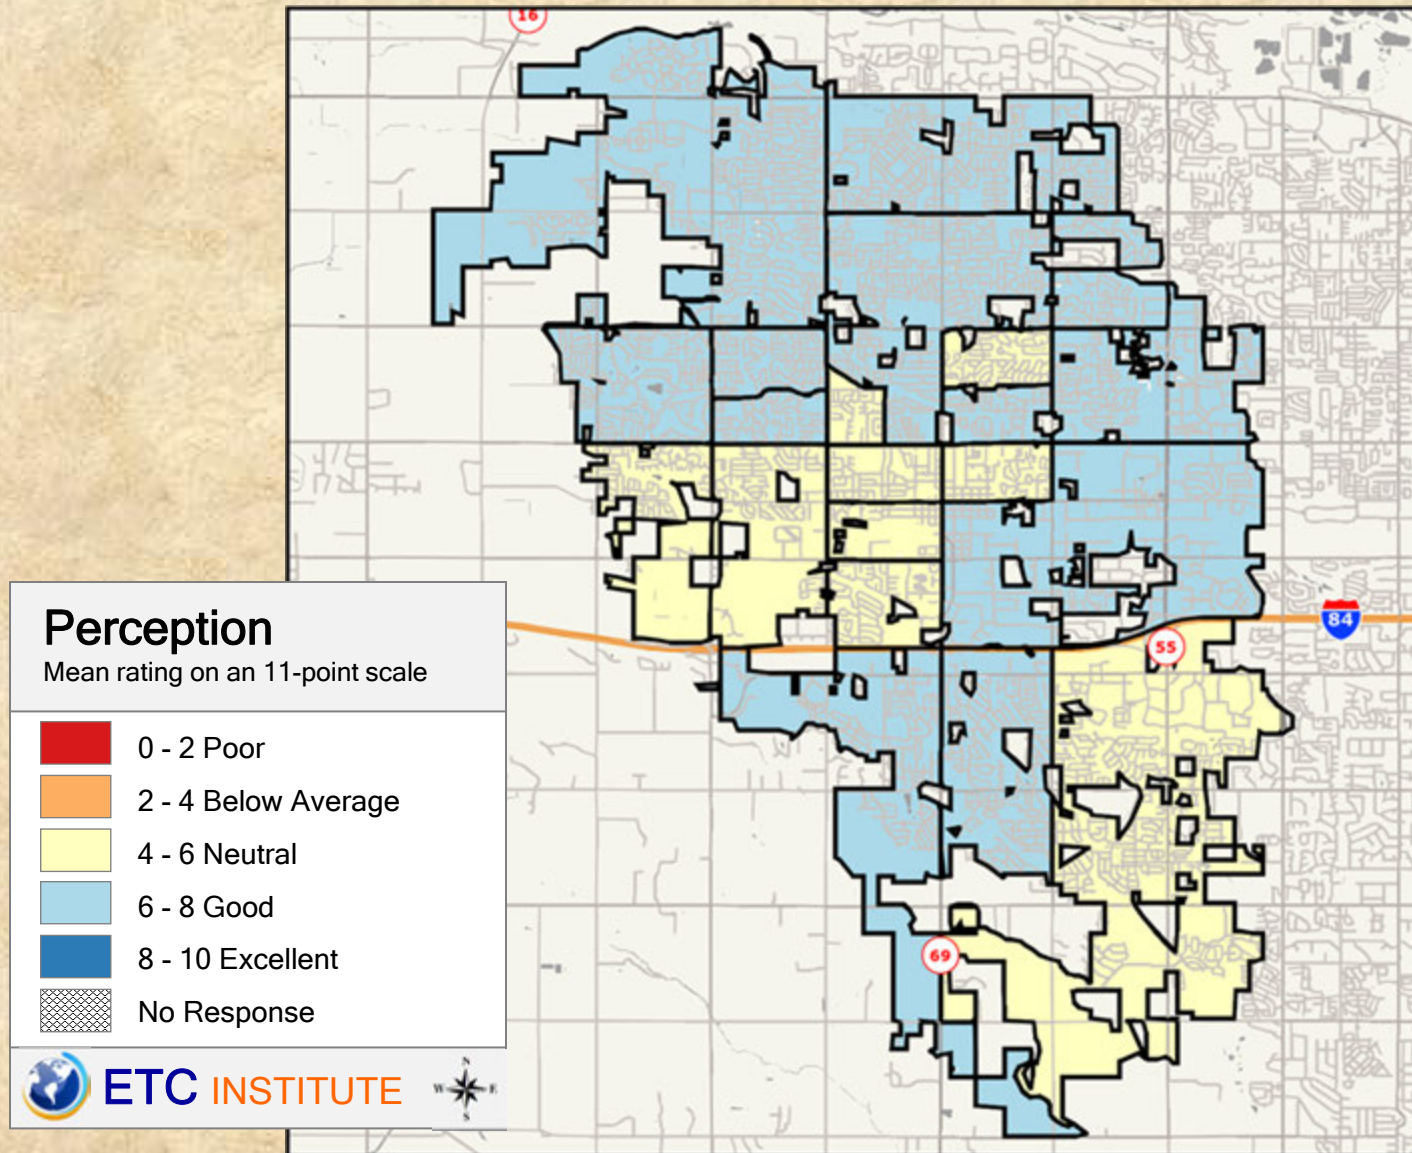 16
84
55
69
Perception
Mean rating on an 11-point scale
0 - 2 Poor
2 - 4 Below Average
4 - 6 Neutral
6 - 8 Good
8 - 10 Excellent
No Response
ETC INSTITUTE
N
W E
S